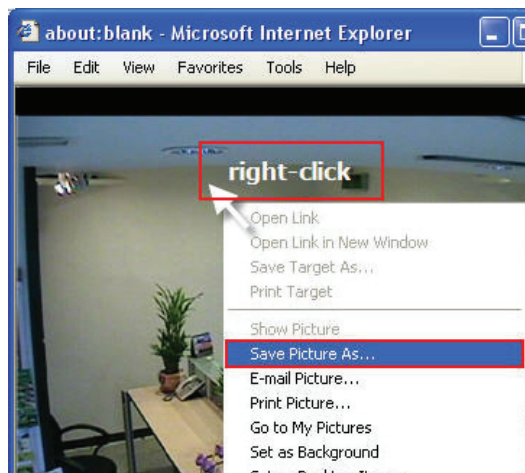 about:blank - Microsoft Internet Explorer
File Edit View Favorites Tools Help
right-click
Open Link
Open Link in New Window
Save Target As...
Print Target
Show Picture
Save Picture As...
E-mail Picture...
Print Picture...
Go to My Pictures
Set as Background